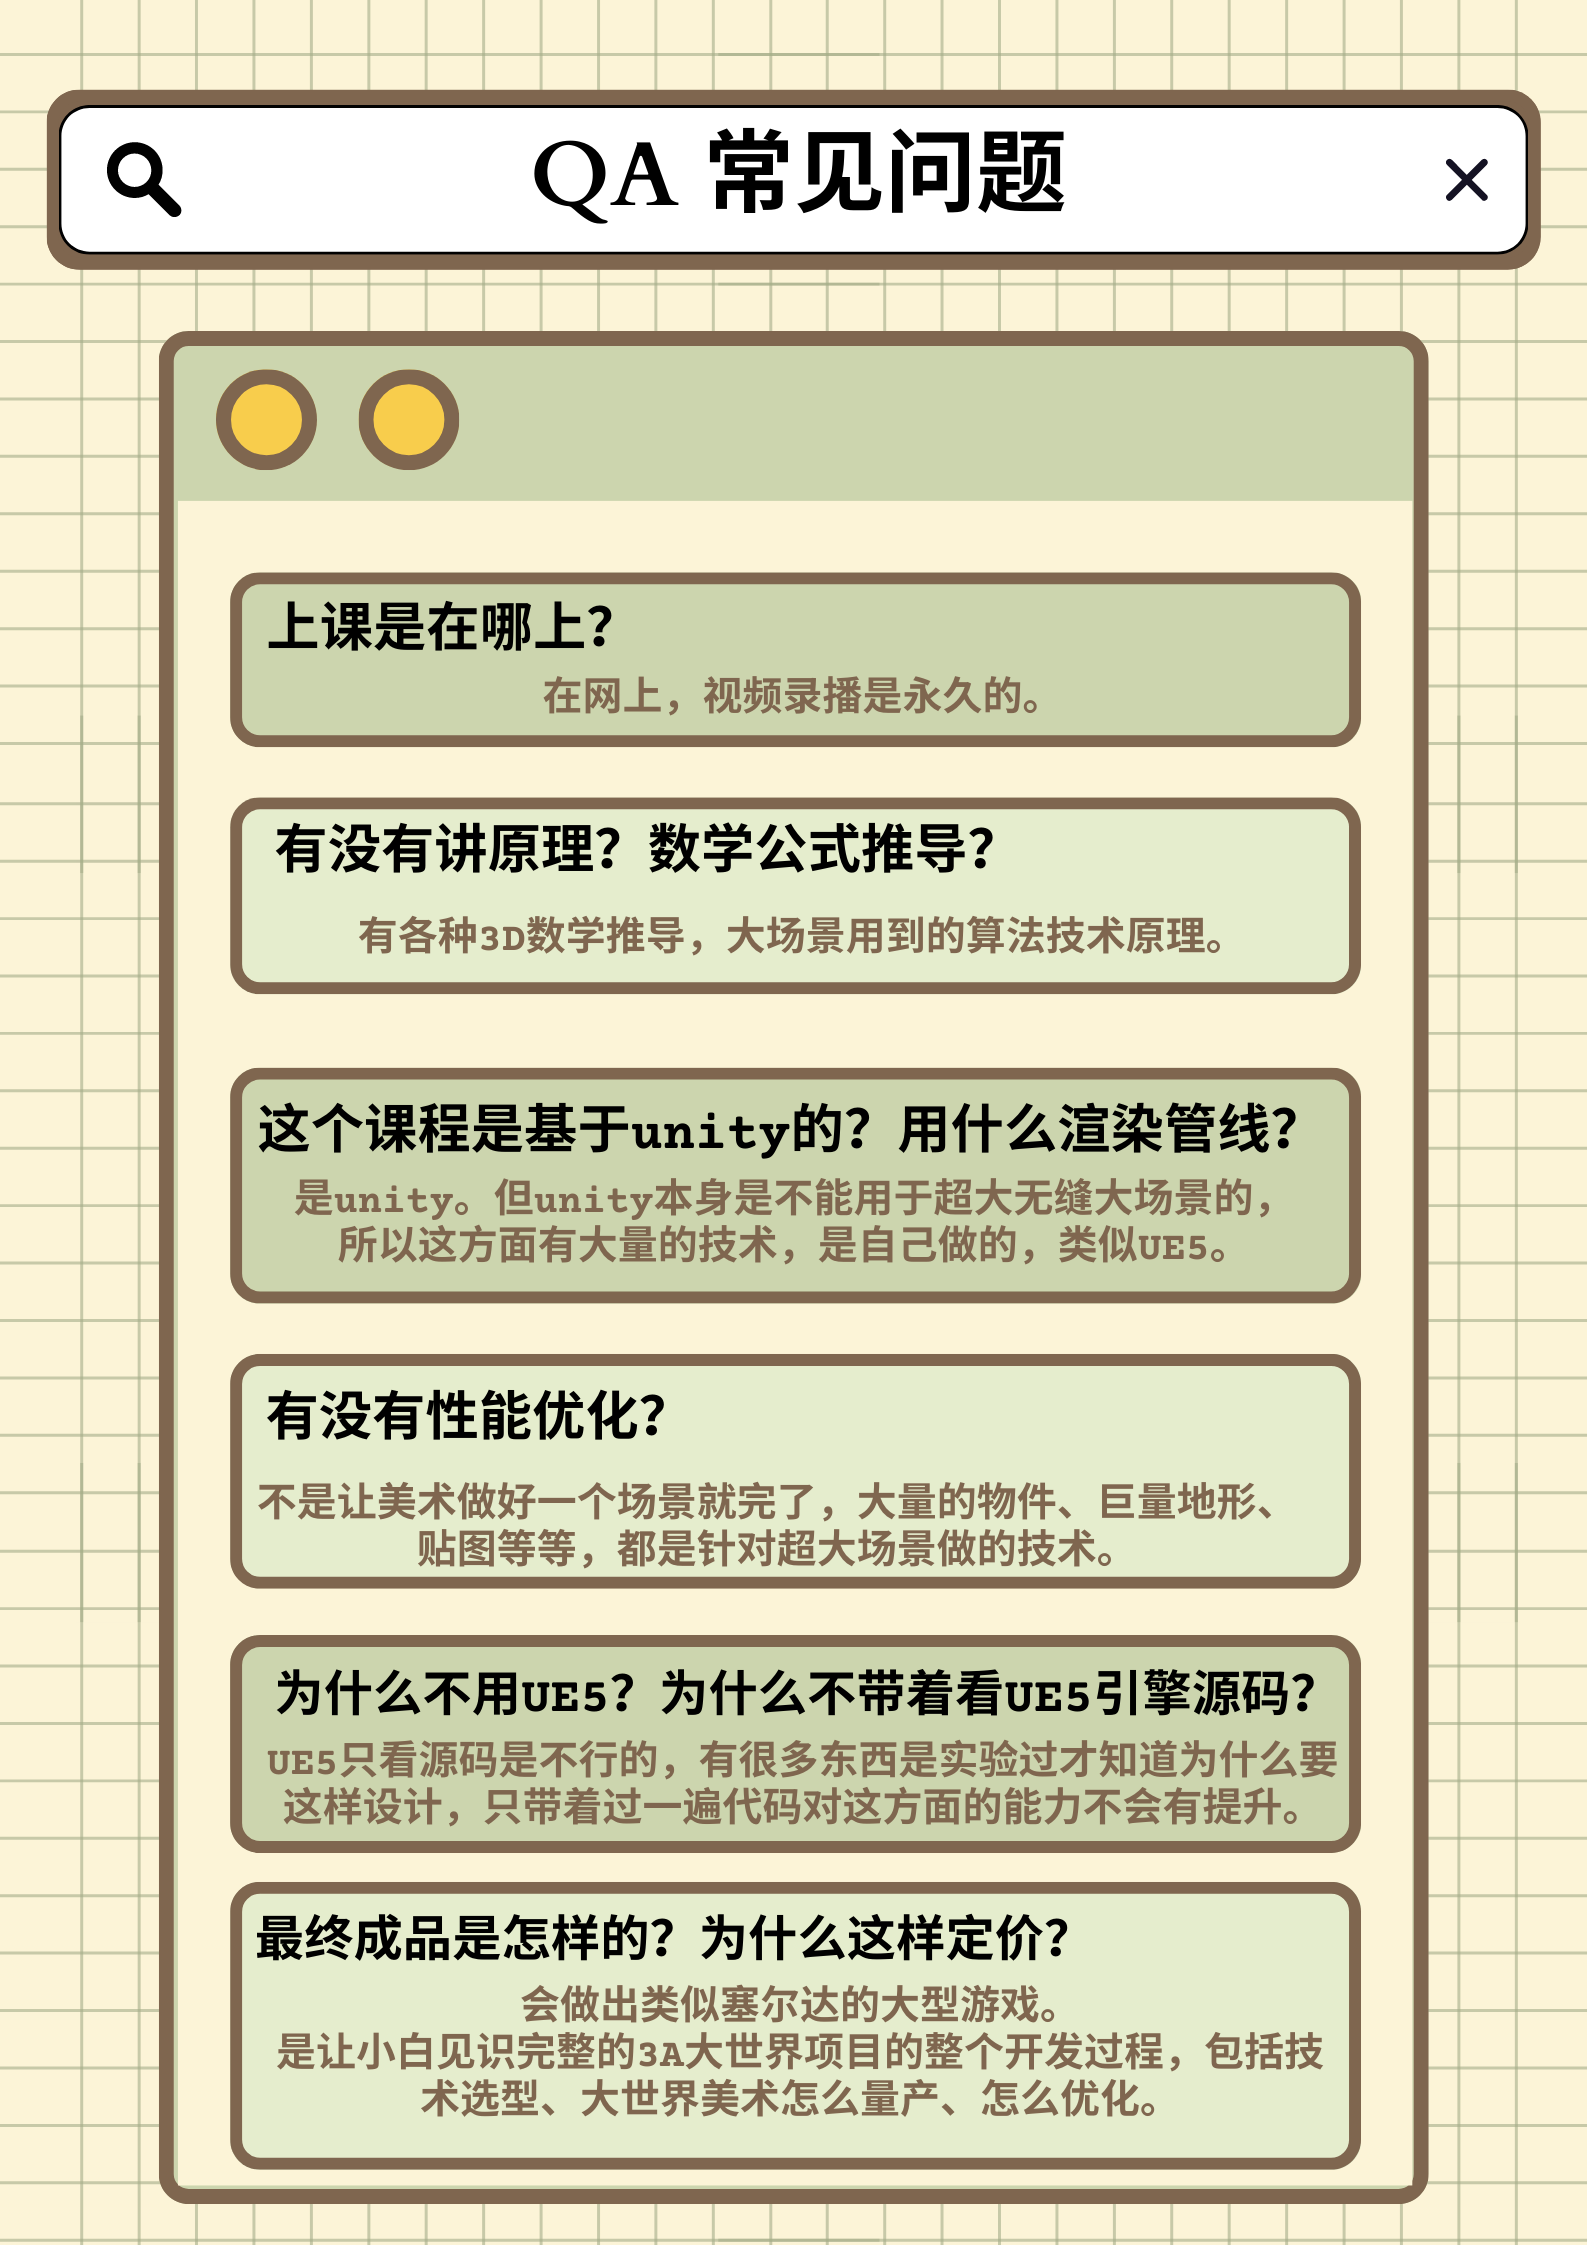 QA 常见问题
上课是在哪上？
在网上，视频录播是永久的。
有没有讲原理？数学公式推导？
有各种3D数学推导，大场景用到的算法技术原理。
这个课程是基于unity的？用什么渲染管线？
是unity。但unity本身是不能用于超大无缝大场景的，
所以这方面有大量的技术，是自己做的，类似UE5。
有没有性能优化？
不是让美术做好一个场景就完了，大量的物件、巨量地形、
贴图等等，都是针对超大场景做的技术。
为什么不用UE5？为什么不带着看UE5引擎源码？
UE5只看源码是不行的，有很多东西是实验过才知道为什么要
这样设计，只带着过一遍代码对这方面的能力不会有提升。
最终成品是怎样的？为什么这样定价？
会做出类似塞尔达的大型游戏。
是让小白见识完整的3A大世界项目的整个开发过程，包括技
术选型、大世界美术怎么量产、怎么优化。